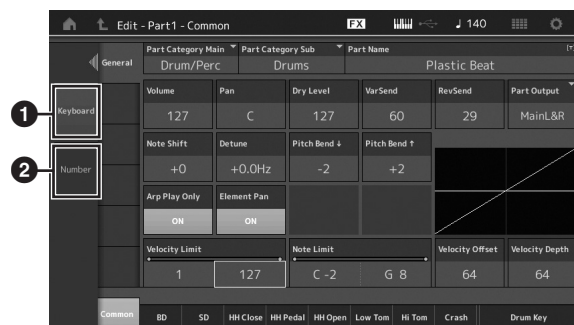 Edit - Part1 - Common FX 140
Part Category Main Part Category Sub Part Name
General Drum/Perc Drums Plastic Beat
Volume Pan Dry Level VarSend RevSend Part Output
1 Keyboard 127 C 127 60 29 MainL&R
Note Shift Detune Pitch Bend ↓ Pitch Bend ↑
2 Number +0 +0.0Hz -2 +2
Arp Play Only Element Pan
ON ON
Velocity Limit Note Limit Velocity Offset Velocity Depth
1 127 C -2 G 8 64 64
Common BD SD HH Close HH Pedal HH Open Low Tom Hi Tom Crash Drum Key